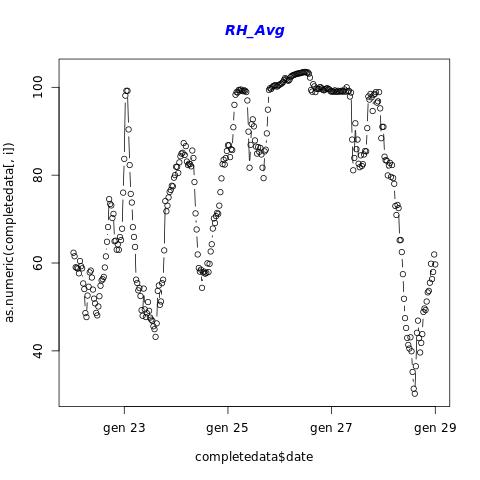 RH_Avg
as.numeric(completedata[, i])
100
80
60
40
gen 23
gen 25
gen 27
gen 29
completedata$date